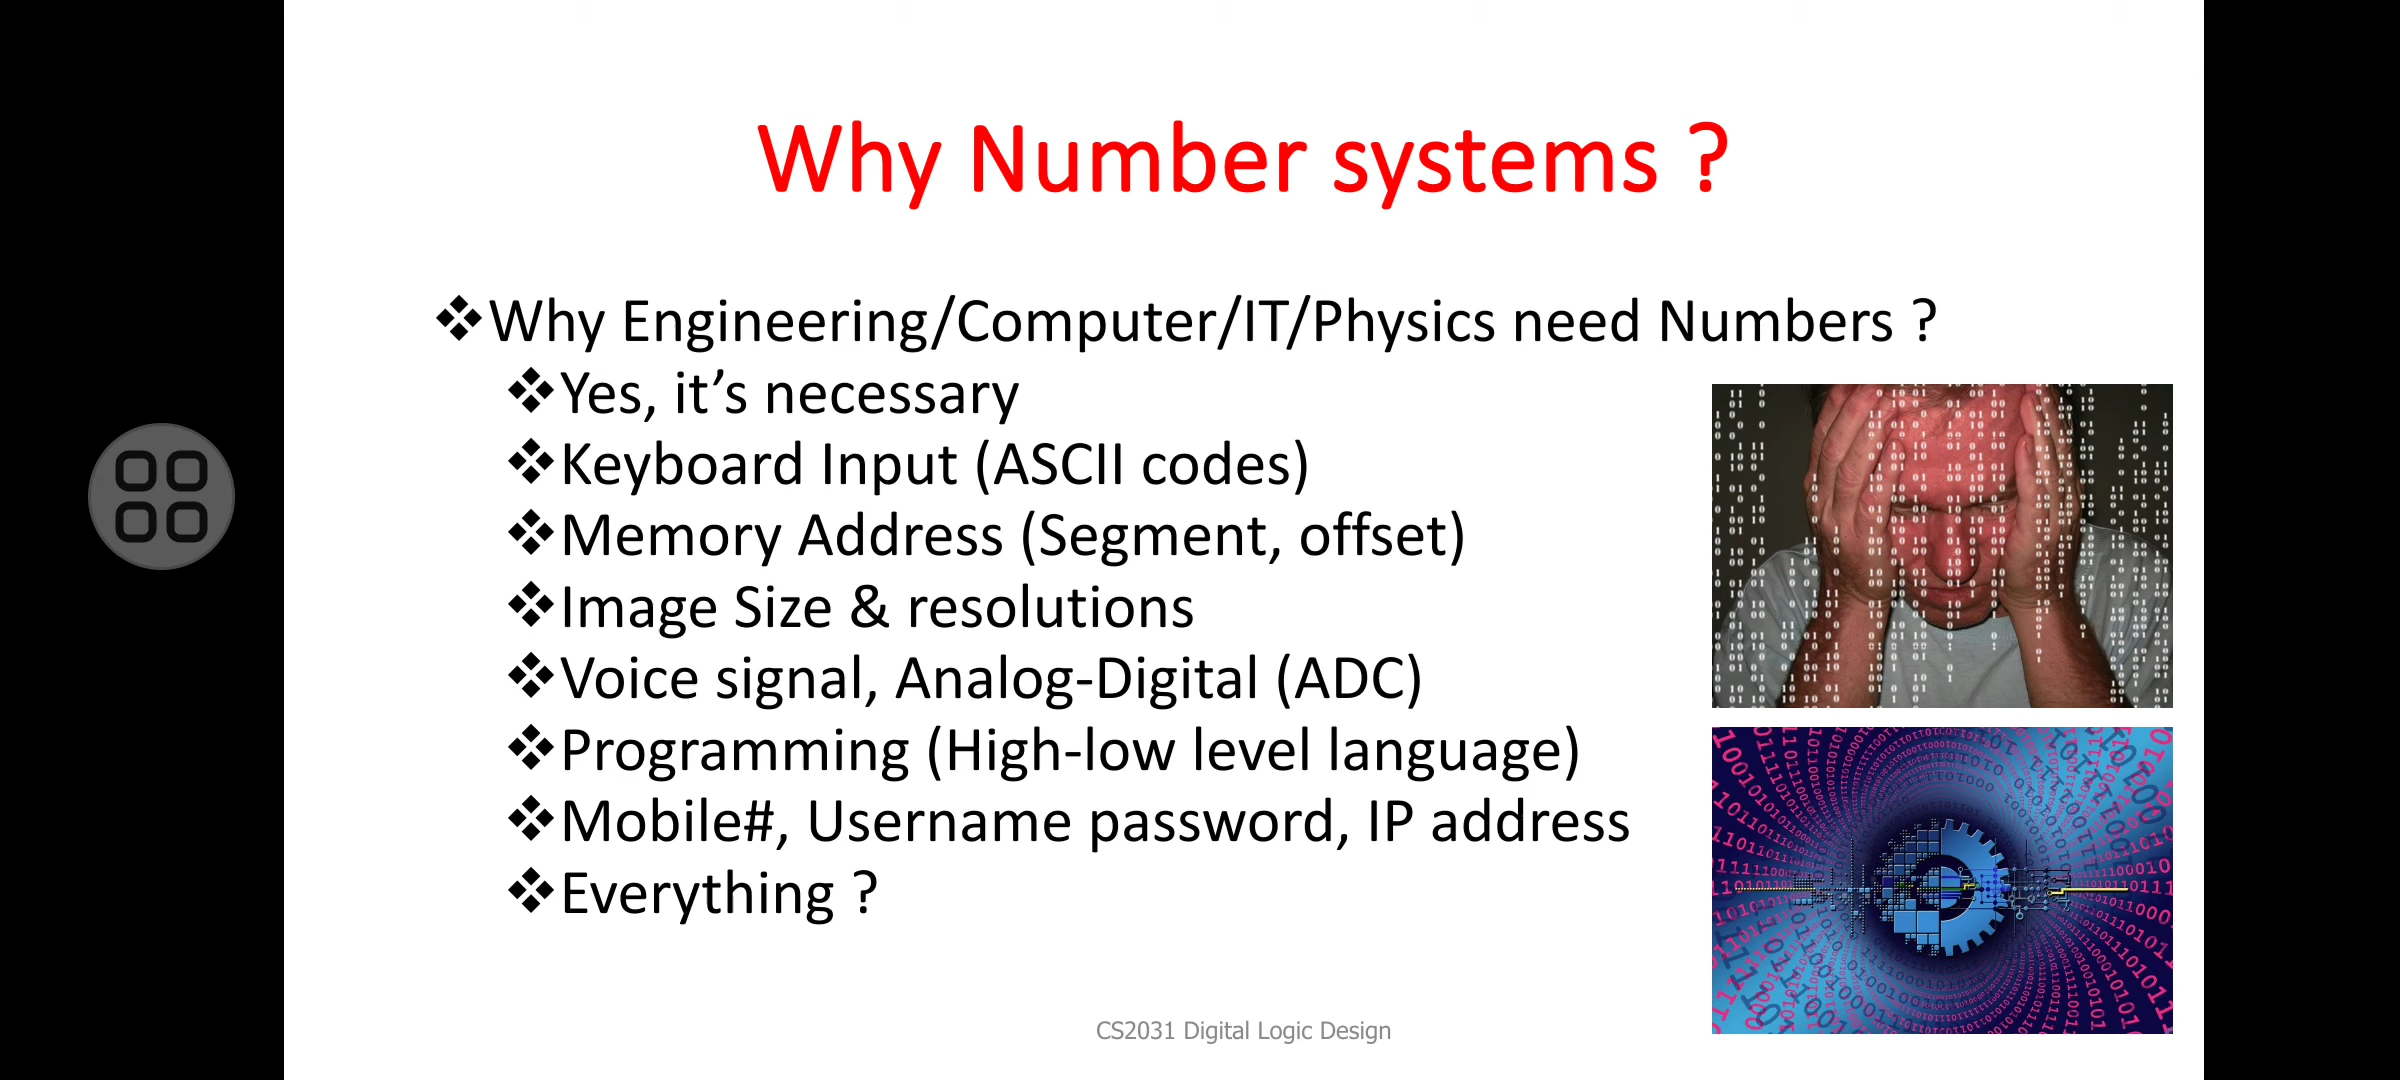 Why Number systems ?
❖Why Engineering/Computer/IT/Physics need Numbers ?
❖Yes, it’s necessary
❖Keyboard Input (ASCII codes)
❖Memory Address (Segment, offset)
❖Image Size & resolutions
❖Voice signal, Analog-Digital (ADC)
❖Programming (High-low level language)
❖Mobile#, Username password, IP address
❖Everything ?
CS2031 Digital Logic Design